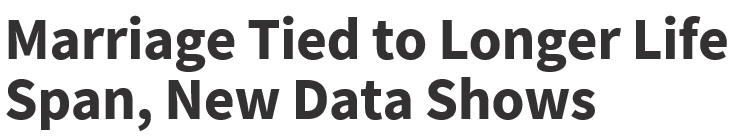 Marriage Tied to Longer Life
Span, New Data Shows